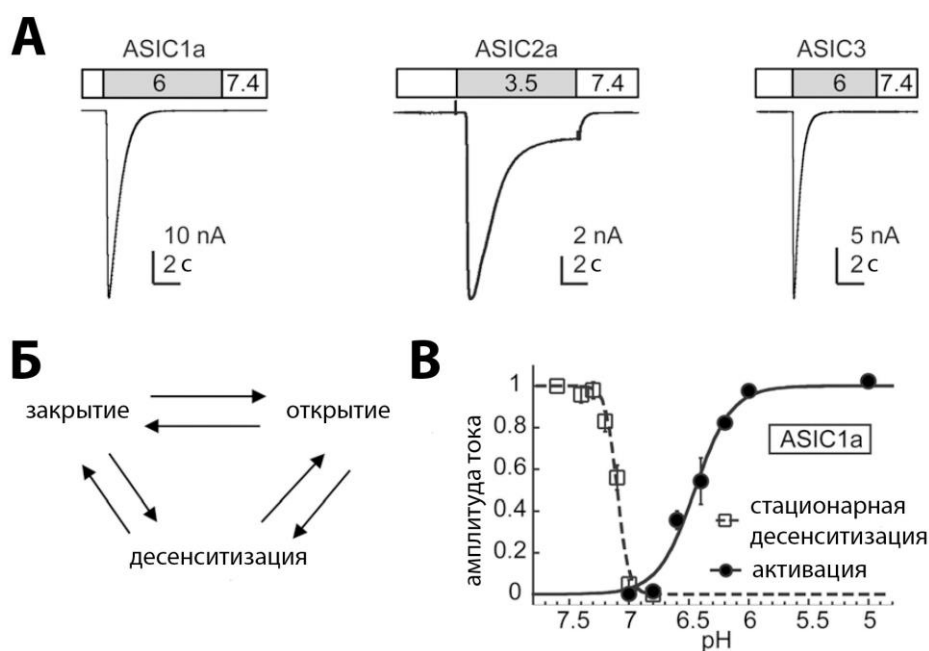 А
ASIC1a
6
7.4
10 nA
2 с
ASIC2a
3.5
7.4
2 nA
2 с
ASIC3
6
7.4
5 nA
2 с
Б
закрытие
открытие
десенситизация
В
амплитуда тока
1
0.8
0.6
0.4
0.2
0
7.5
7
6.5
6
5.5
5
pH
ASIC1a
стационарная
десенситизация
активация